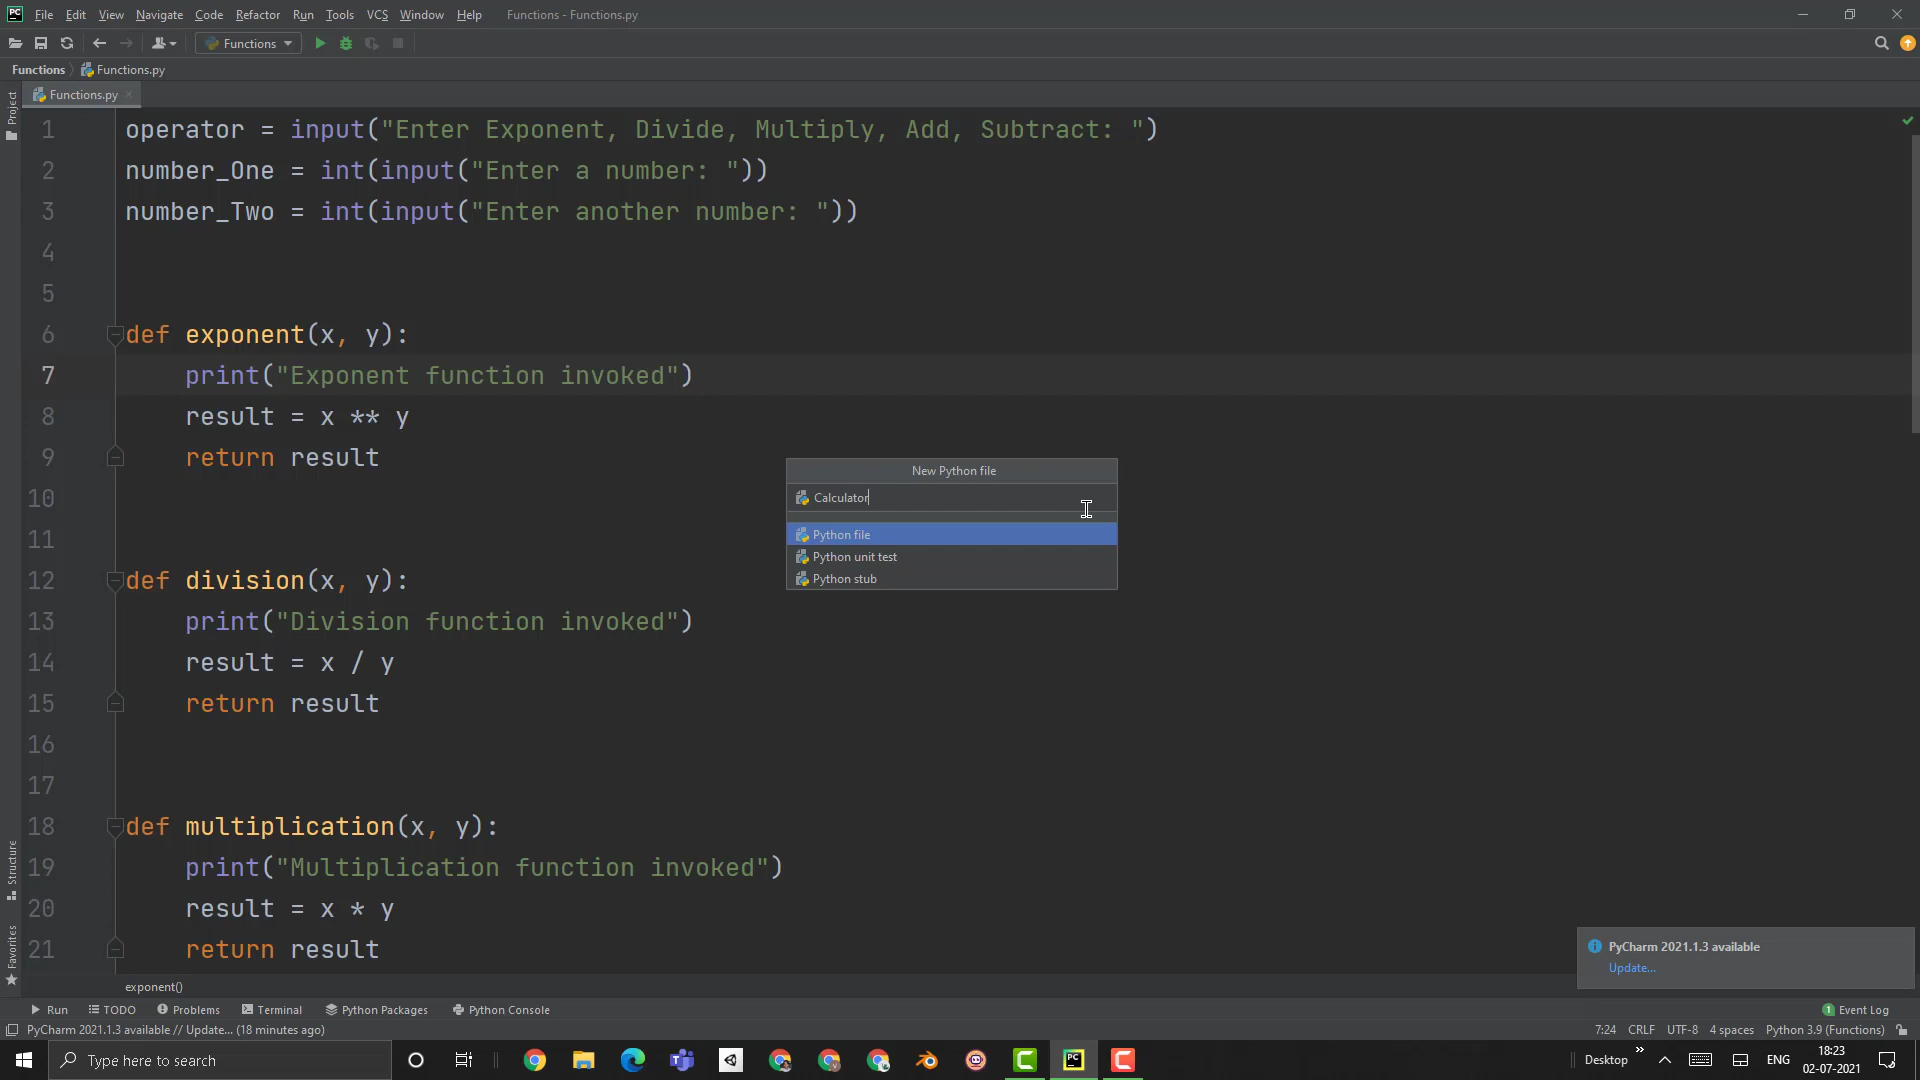 PC File Edit View Navigate Code Refactor Run Tools VCS Window Help Functions - Functions.py
Functions
Functions Functions.py
Functions.py
Project
1 operator = input("Enter Exponent, Divide, Multiply, Add, Subtract: ")
2 number_One = int(input("Enter a number: "))
3 number_Two = int(input("Enter another number: "))
4
5
6 def exponent(x, y):
7 print("Exponent function invoked")
8 result = x ** y
9 return result
10
11
12 def division(x, y):
13 print("Division function invoked")
14 result = x / y
15 return result
16
17
18 def multiplication(x, y):
19 print("Multiplication function invoked")
20 result = x * y
21 return result
New Python file
Calculator
Python file
Python unit test
Python stub
Structure
Favorites
PyCharm 2021.1.3 available
Update...
exponent()
Run TODO Problems Terminal Python Packages Python Console 1 Event Log
PyCharm 2021.1.3 available // Update... (18 minutes ago) 7:24 CRLF UTF-8 4 spaces Python 3.9 (Functions)
Type here to search Desktop » ENG 18:23
02-07-2021